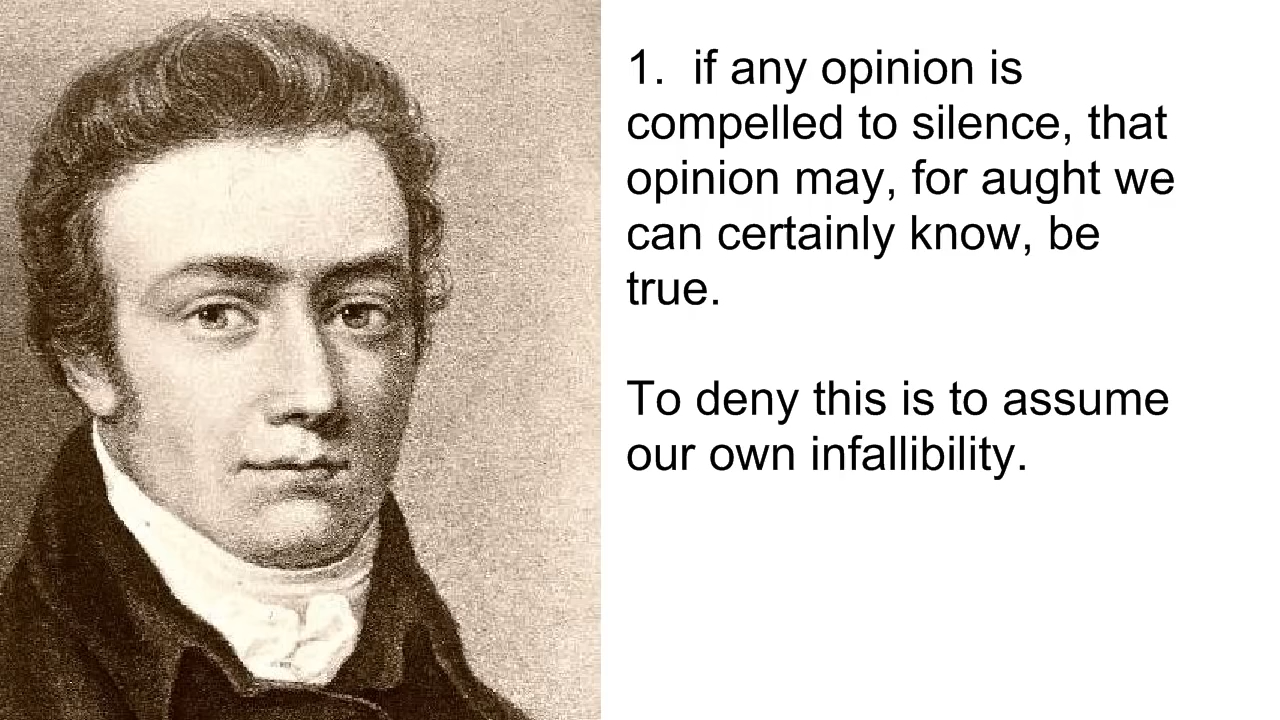 1.  if any opinion is
compelled to silence, that
opinion may, for aught we
can certainly know, be
true.
To deny this is to assume
our own infallibility.